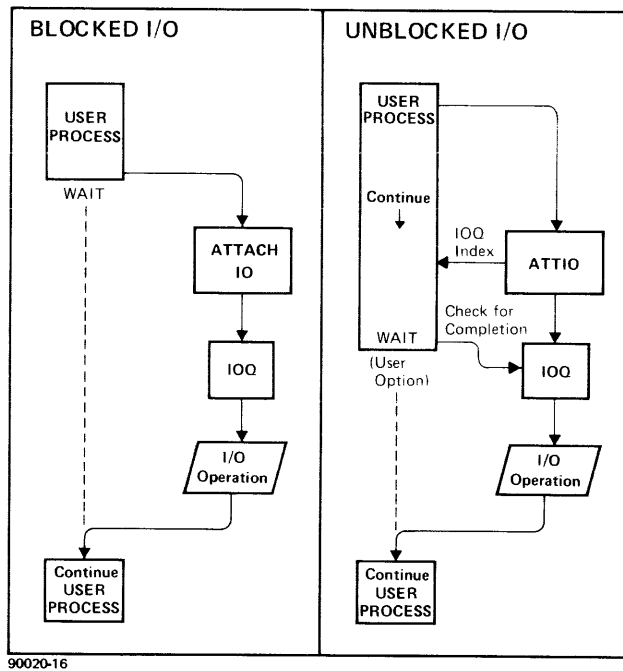 BLOCKED I/O
USER
PROCESS
WAIT
ATTACH
IO
IOQ
I/O
Operation
Continue
USER
PROCESS
UNBLOCKED I/O
USER
PROCESS
Continue
IOQ
Index
ATTIO
Check for
Completion
WAIT
(User
Option)
IOQ
I/O
Operation
Continue
USER
PROCESS
90020-16